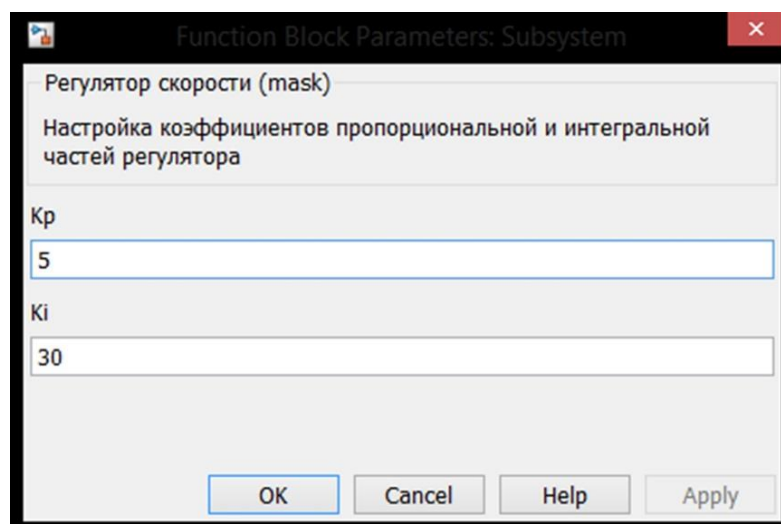 Function Block Parameters: Subsystem
Регулятор скорости (mask)
Настройка коэффициентов пропорциональной и интегральной
частей регулятора
Kp
5
Ki
30
OK Cancel Help Apply